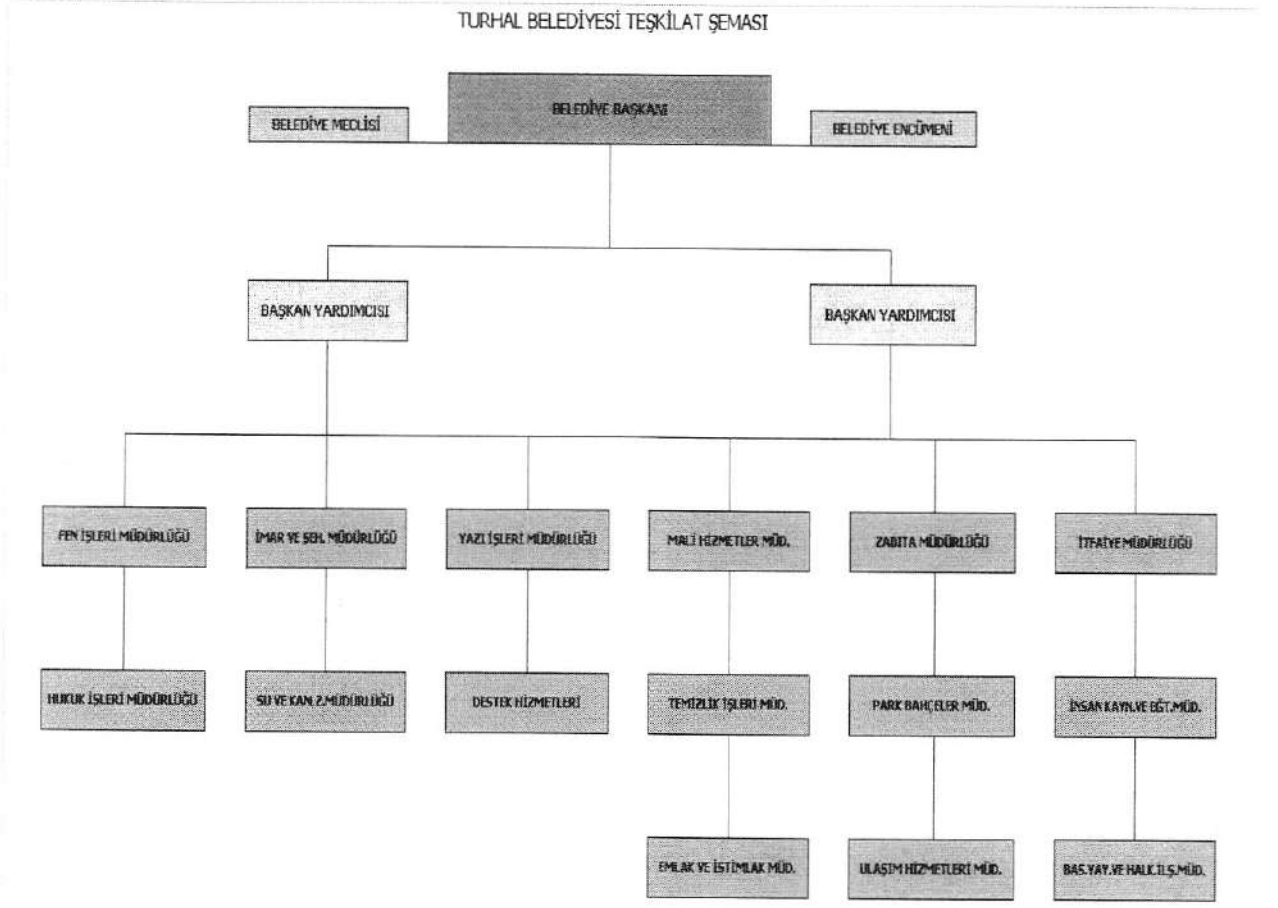 TURHAL BELEDİYESİ TEŞKİLAT ŞEMASI
BELEDİYE BAŞKANI
BELEDİYE MECLİSİ
BELEDİYE ENCÜMENİ
BAŞKAN YARDIMCISI
BAŞKAN YARDIMCISI
FEN İŞLERİ MÜDÜRLÜĞÜ
İMAR VE ŞEH. MÜDÜRLÜĞÜ
YAZI İŞLERİ MÜDÜRLÜĞÜ
MALİ HİZMETLER MÜD.
ZABITA MÜDÜRLÜĞÜ
İTFAİYE MÜDÜRLÜĞÜ
HUKUK İŞLERİ MÜDÜRLÜĞÜ
SU VE KAN. 2.MÜDÜRLÜĞÜ
DESTEK HİZMETLERİ
TEMİZLİK İŞLERİ MÜD.
PARK BAHÇELER MÜD.
İNSAN KAYN.VE EĞT.MÜD.
EMLAK VE İSTİMLAK MÜD.
ULAŞIM HİZMETLERİ MÜD.
BAS.YAY.VE HALK.İLŞ.MÜD.